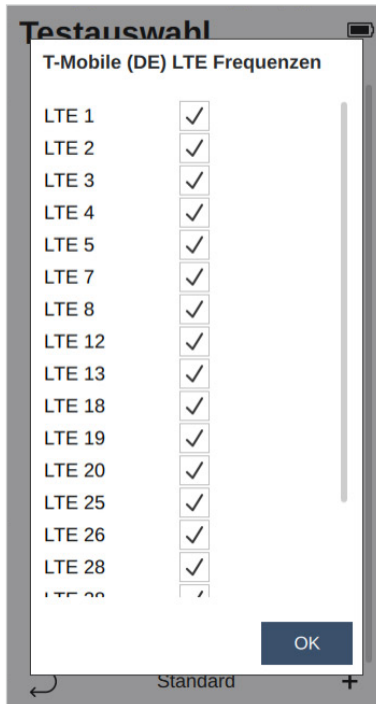 Testauswahl
T-Mobile (DE) LTE Frequenzen
LTE 1
LTE 2
LTE 3
LTE 4
LTE 5
LTE 7
LTE 8
LTE 12
LTE 13
LTE 18
LTE 19
LTE 20
LTE 25
LTE 26
LTE 28
OK
Standard